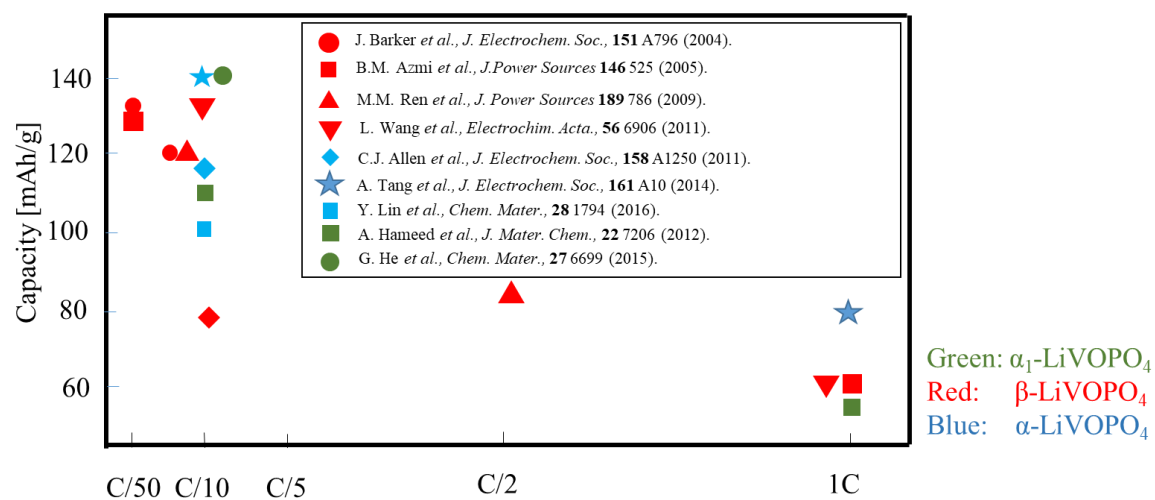 J. Barker et al., J. Electrochem. Soc., 151 A796 (2004).
B.M. Azmi et al., J.Power Sources 146 525 (2005).
M.M. Ren et al., J. Power Sources 189 786 (2009).
L. Wang et al., Electrochim. Acta. 56 6906 (2011).
C.J. Allen et al., J. Electrochem. Soc., 158 A1250 (2011).
A. Tang et al., J. Electrochem. Soc., 161 A10 (2014).
Y. Lin et al., Chem. Mater., 28 1794 (2016).
A. Hameed et al., J. Mater. Chem., 22 7206 (2012).
G. He et al., Chem. Mater., 27 6699 (2015).
Capacity [mAh/g]
140
120
100
80
60
C/50 C/10 C/5 C/2 1C
Green: α₁-LiVOPO₄
Red: β-LiVOPO₄
Blue: α-LiVOPO₄